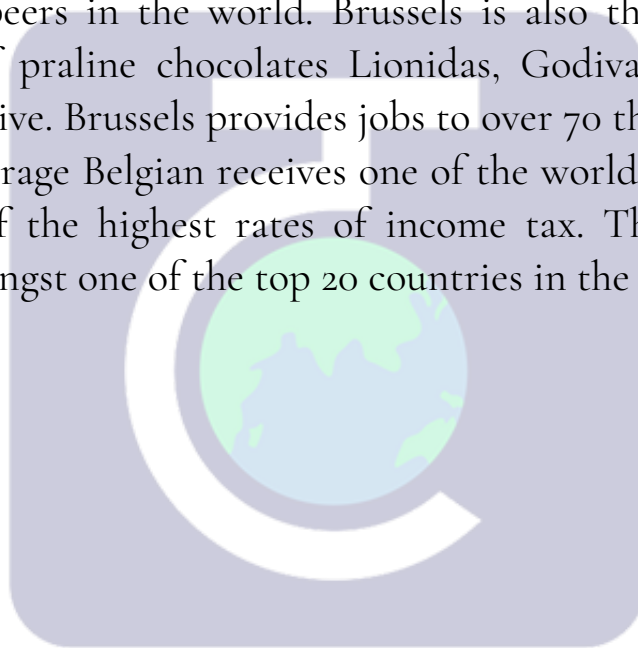 peers in the world. Brussels is also th
f praline chocolates Lionidas, Godiva
ive. Brussels provides jobs to over 70 th
rage Belgian receives one of the world
f the highest rates of income tax. Th
ngst one of the top 20 countries in the